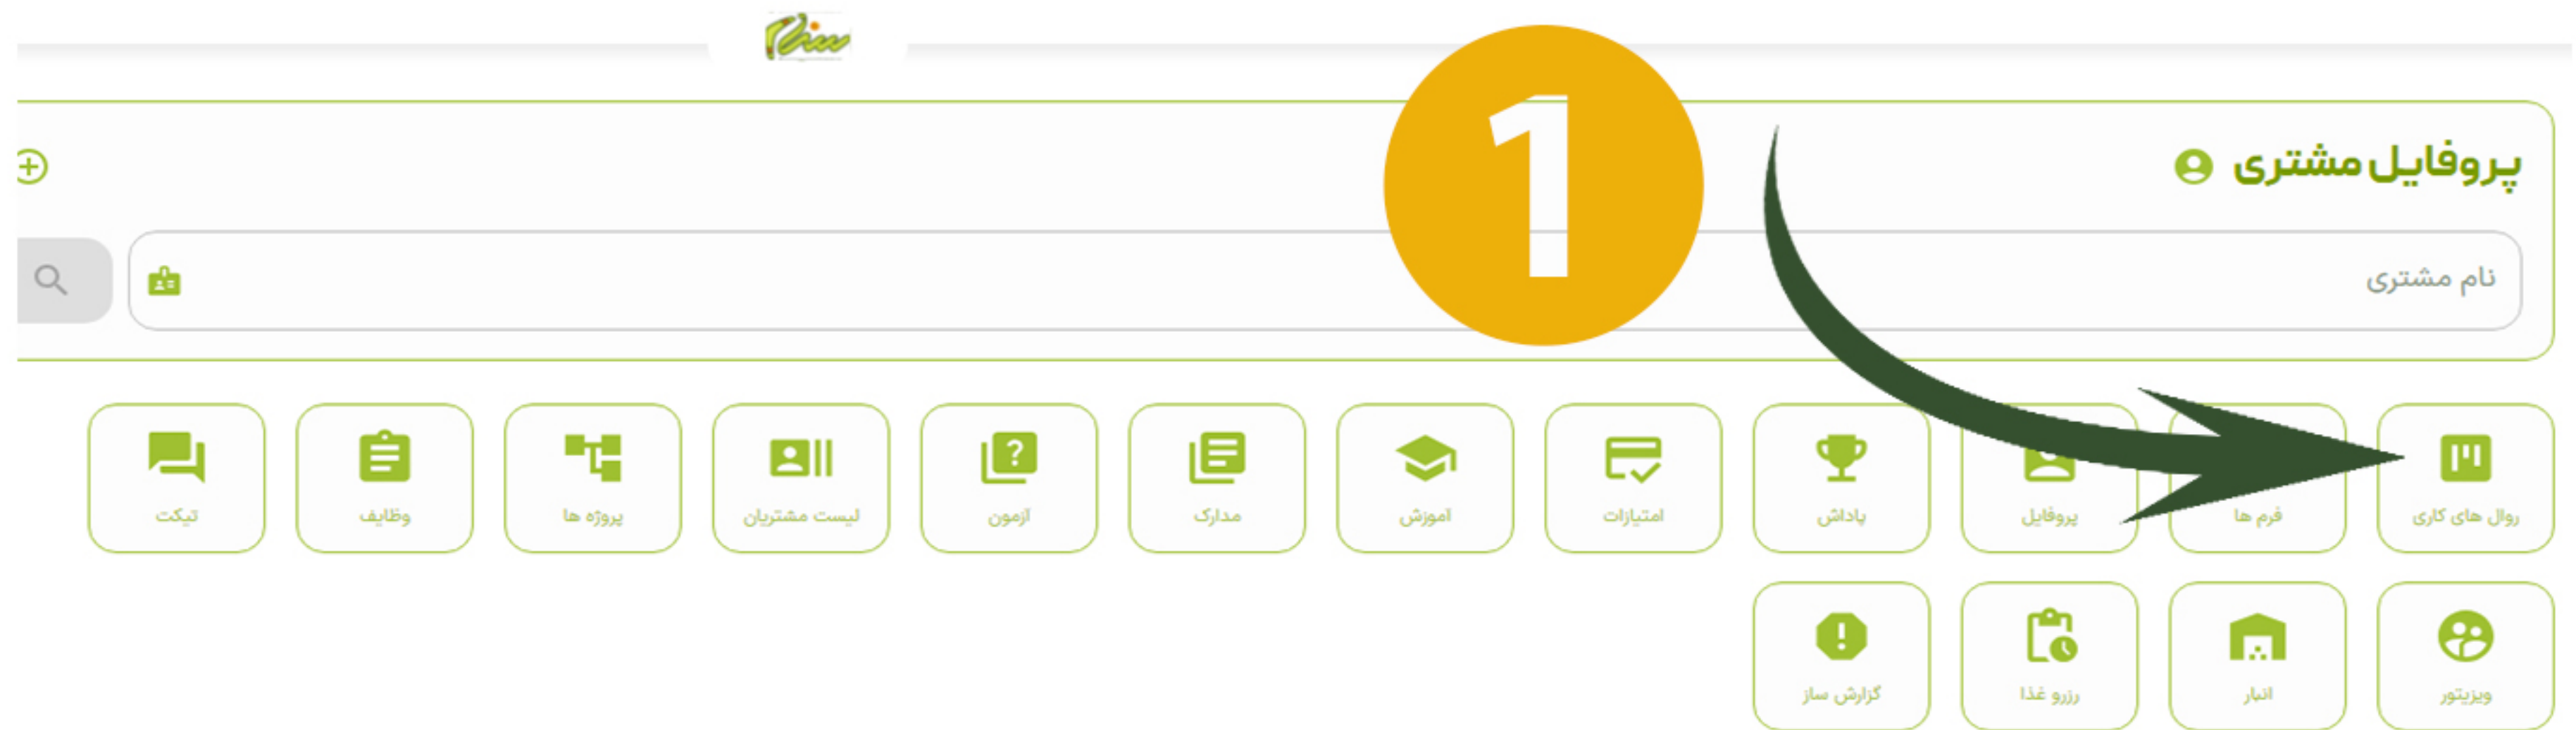 1
پروفایل مشتری
نام مشتری
روال های کاری
فرم ها
پروفایل
پاداش
امتیازات
آموزش
مدارک
آزمون
لیست مشتریان
پروژه ها
وظایف
تیکت
ویزیتور
انبار
رزرو غذا
گزارش ساز